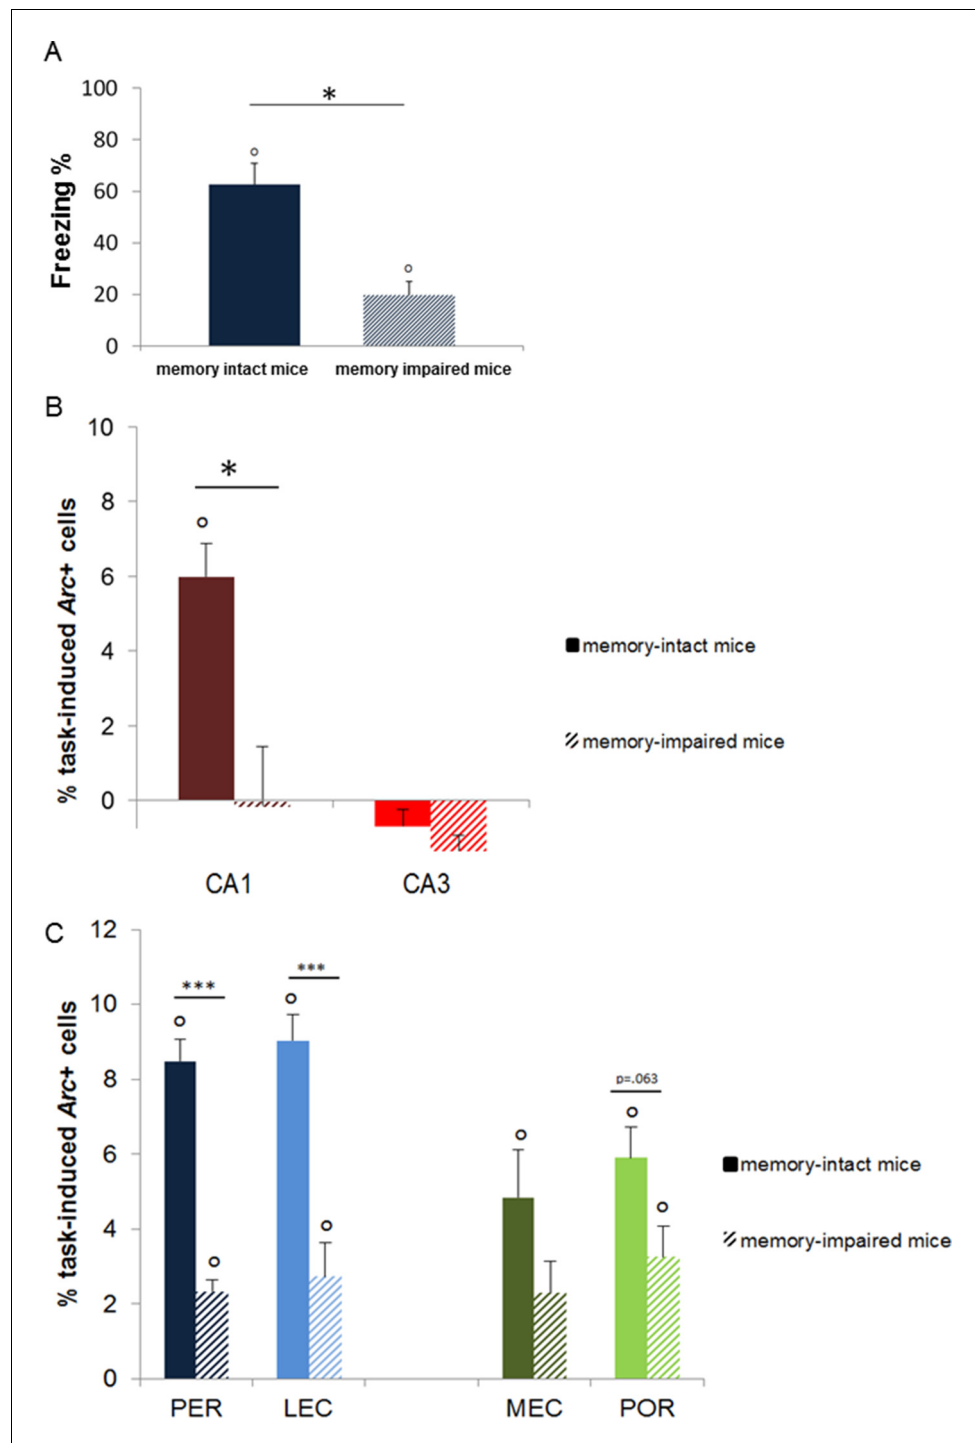 A
100
80
60
40
20
0
Freezing %
*
memory intact mice
memory impaired mice
B
10
8
6
4
2
0
% task-induced Arc+ cells
*
CA1
CA3
memory-intact mice
memory-impaired mice
C
12
10
8
6
4
2
0
% task-induced Arc+ cells
***
***
p=.063
PER
LEC
MEC
POR
memory-intact mice
memory-impaired mice